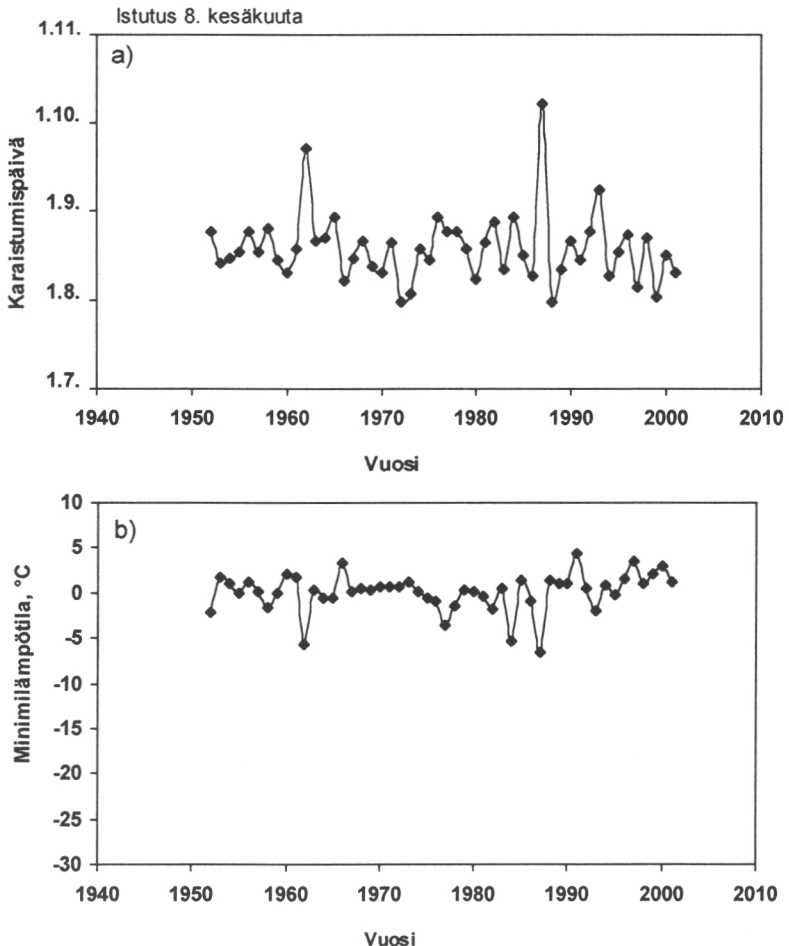 Istutus 8. kesäkuuta
a)
Karaistumispäivä
1.11.
1.10.
1.9.
1.8.
1.7.
1940 1950 1960 1970 1980 1990 2000 2010
Vuosi
b)
Minimilämpötila, °C
10
5
0
-5
-10
-15
-20
-25
-30
1940 1950 1960 1970 1980 1990 2000 2010
Vuosi